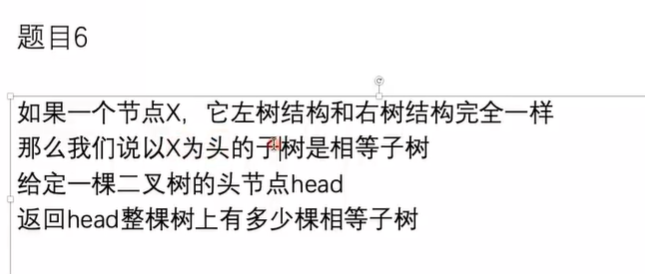 题目6
如果一个节点X，它左树结构和右树结构完全一样
那么我们说以X为头的子树是相等子树
给定一棵二叉树的头节点head
返回head整棵树上有多少棵相等子树